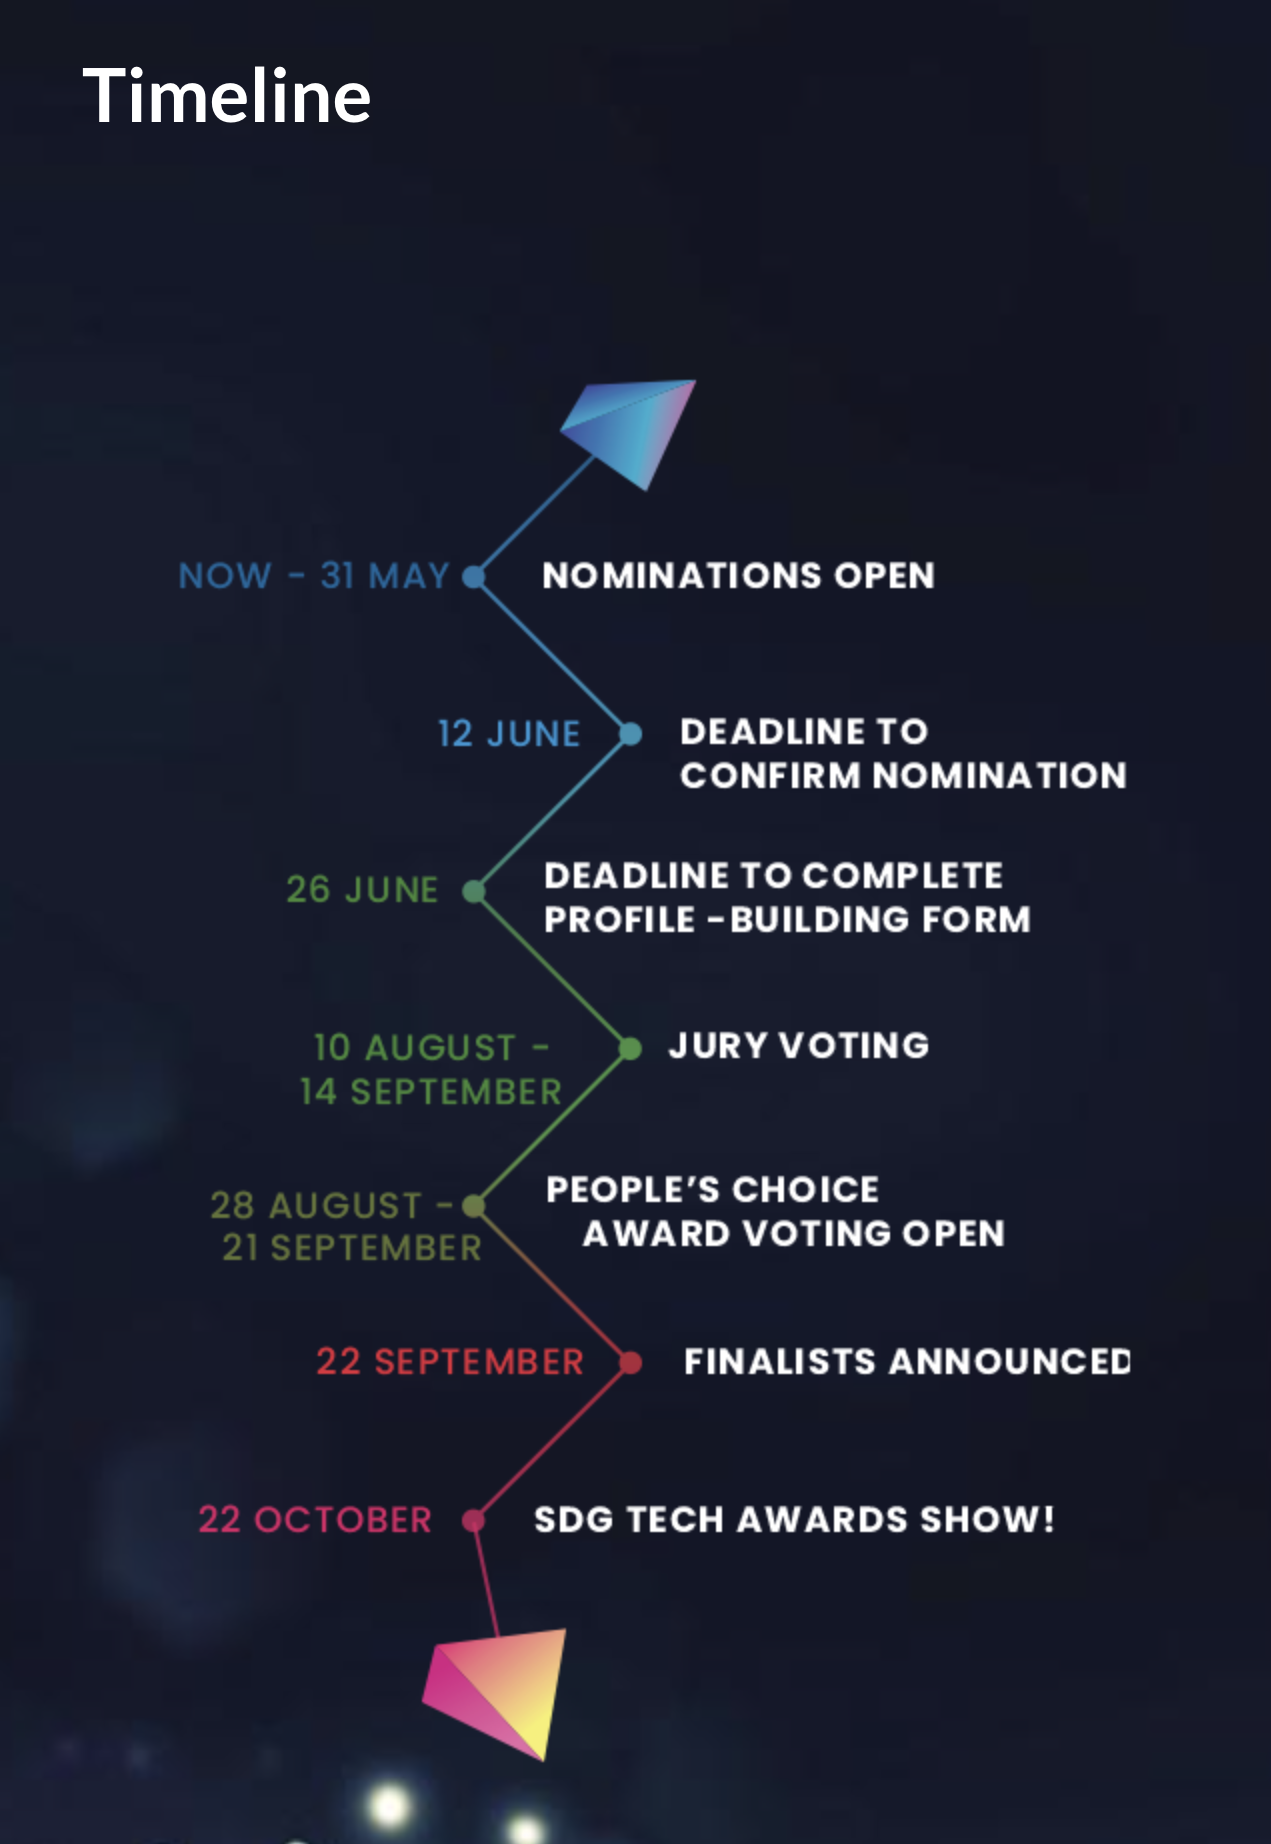 Timeline
NOW - 31 MAY
NOMINATIONS OPEN
12 JUNE
DEADLINE TO
CONFIRM NOMINATION
26 JUNE
DEADLINE TO COMPLETE
PROFILE -BUILDING FORM
10 AUGUST -
14 SEPTEMBER
JURY VOTING
28 AUGUST -
21 SEPTEMBER
PEOPLE'S CHOICE
AWARD VOTING OPEN
22 SEPTEMBER
FINALISTS ANNOUNCED
22 OCTOBER
SDG TECH AWARDS SHOW!